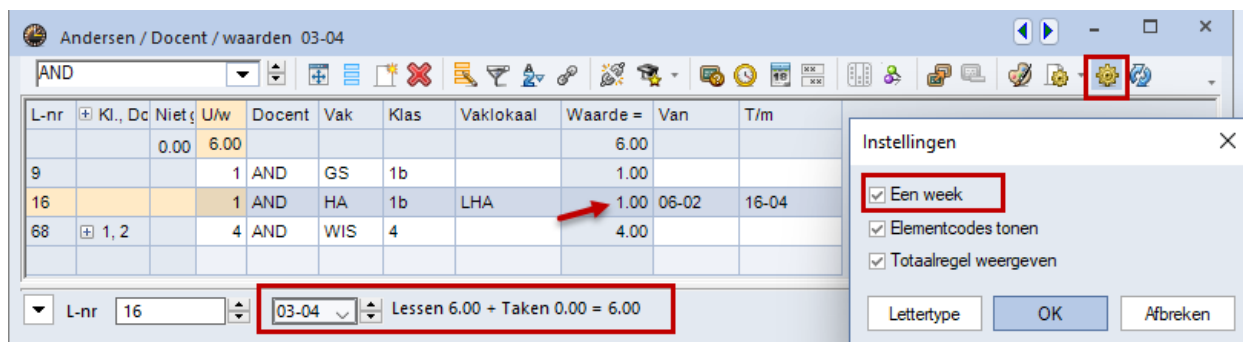 Andersen / Docent / waarden 03-04
AND
L-nr Kl., Dc Niet U/w Docent Vak Klas Vaklokaal Waarde = Van T/m
0.00 6.00 6.00
9 1 AND GS 1b 1.00
16 1 AND HA 1b LHA 1.00 06-02 16-04
68 1, 2 4 AND WIS 4 4.00
L-nr 16 03-04 Lessen 6.00 + Taken 0.00 = 6.00
Instellingen
Een week
Elementcodes tonen
Totaalregel weergeven
Lettertype OK Afbreken